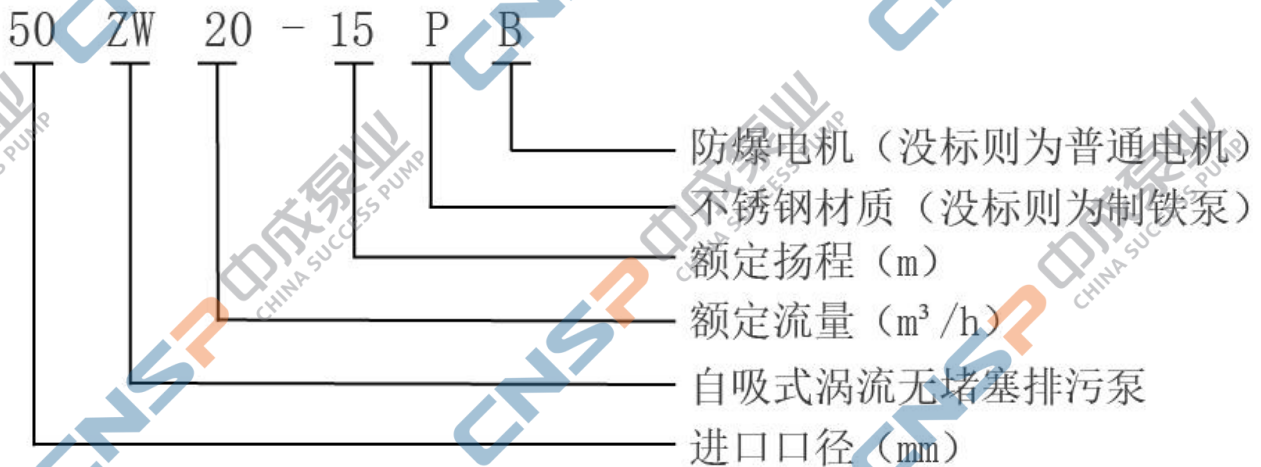 50 ZW 20 - 15 P B
防爆电机（没标则为普通电机）
不锈钢材质（没标则为制铁泵）
额定扬程（m）
额定流量（m³/h）
自吸式涡流无堵塞排污泵
进口口径（mm）
CNSP 中成泵业
CHINA SUCCESS PUMP